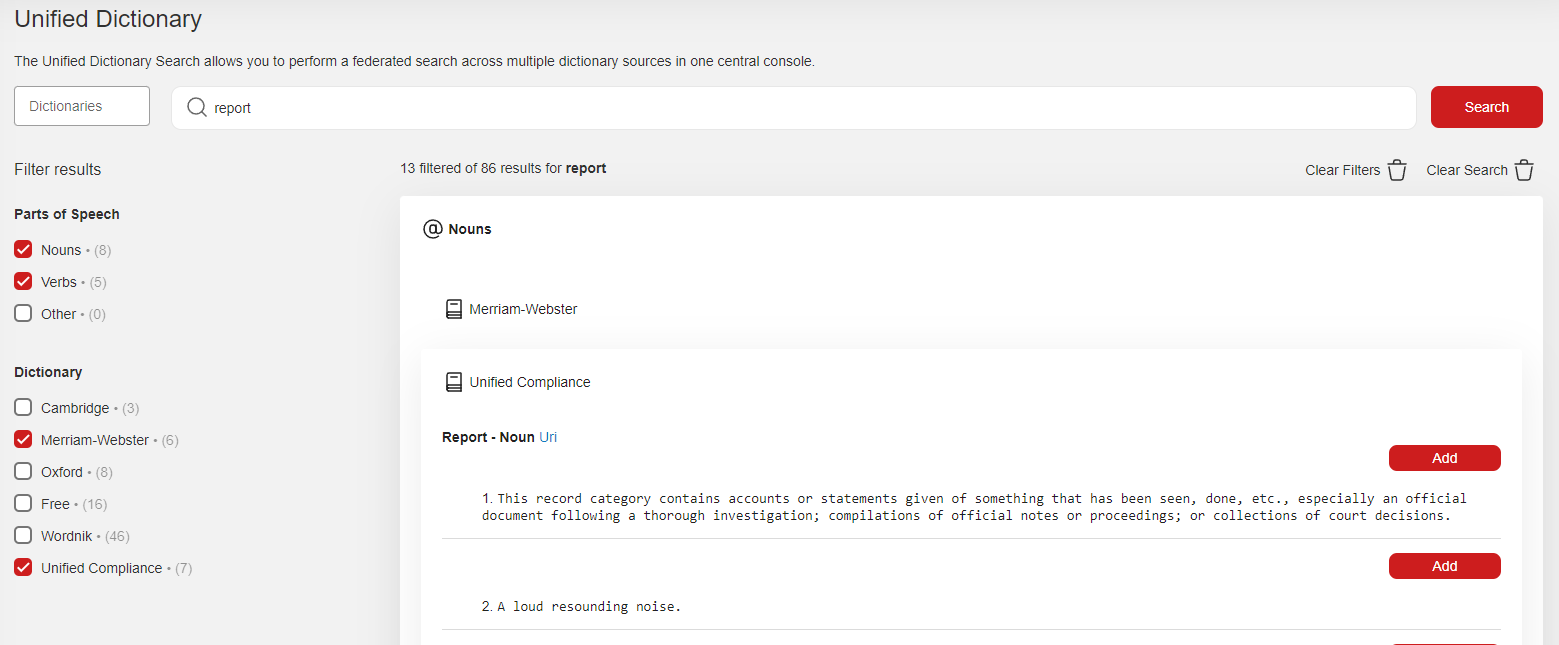 Unified Dictionary
The Unified Dictionary Search allows you to perform a federated search across multiple dictionary sources in one central console.
Dictionaries
report
Search
Filter results
13 filtered of 86 results for report
Clear Filters
Clear Search
Parts of Speech
Nouns • (8)
Verbs • (5)
Other • (0)
Dictionary
Cambridge • (3)
Merriam-Webster • (6)
Oxford • (8)
Free • (16)
Wordnik • (46)
Unified Compliance • (7)
@ Nouns
Merriam-Webster
Unified Compliance
Report - Noun Uri
Add
1. This record category contains accounts or statements given of something that has been seen, done, etc., especially an official
document following a thorough investigation; compilations of official notes or proceedings; or collections of court decisions.
Add
2. A loud resounding noise.